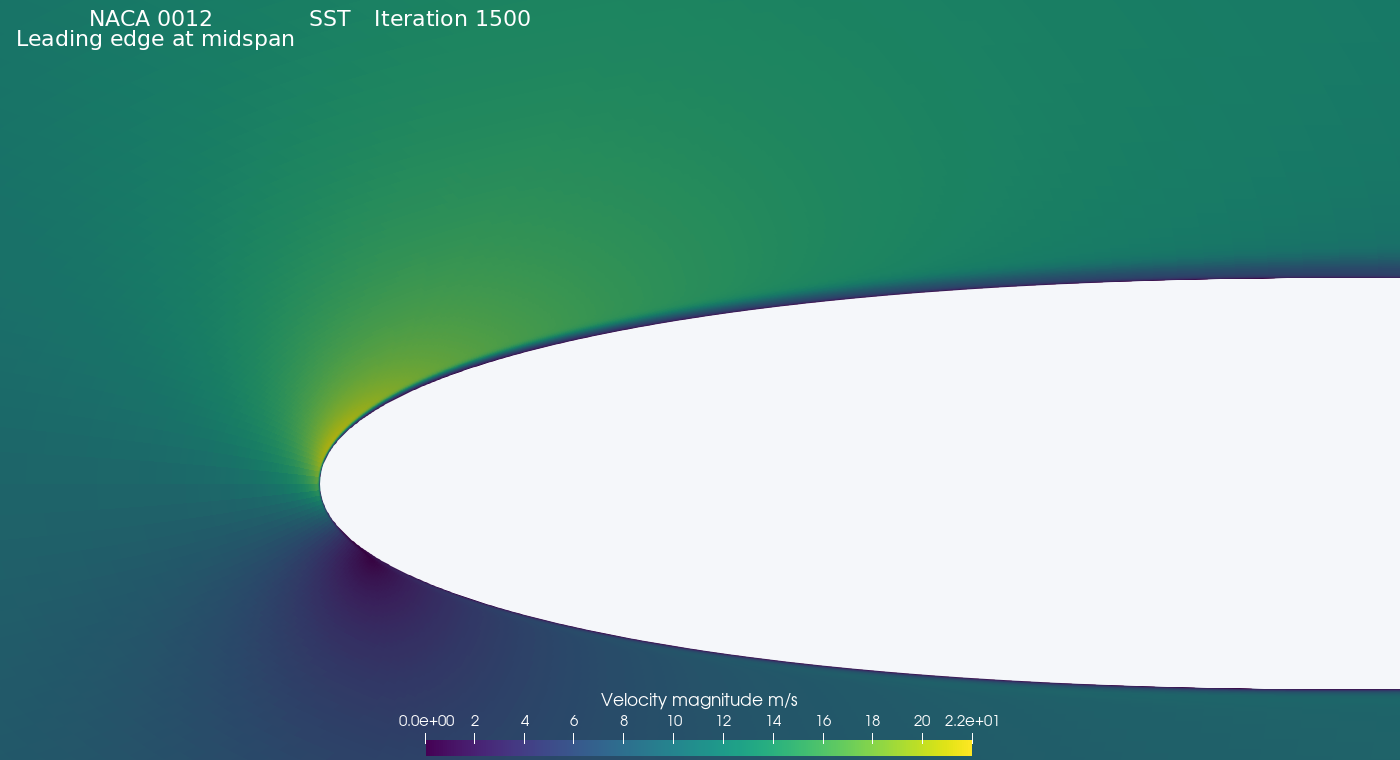 NACA 0012 SST Iteration 1500
Leading edge at midspan
Velocity magnitude m/s
0.0e+00 2 4 6 8 10 12 14 16 18 20 2.2e+01